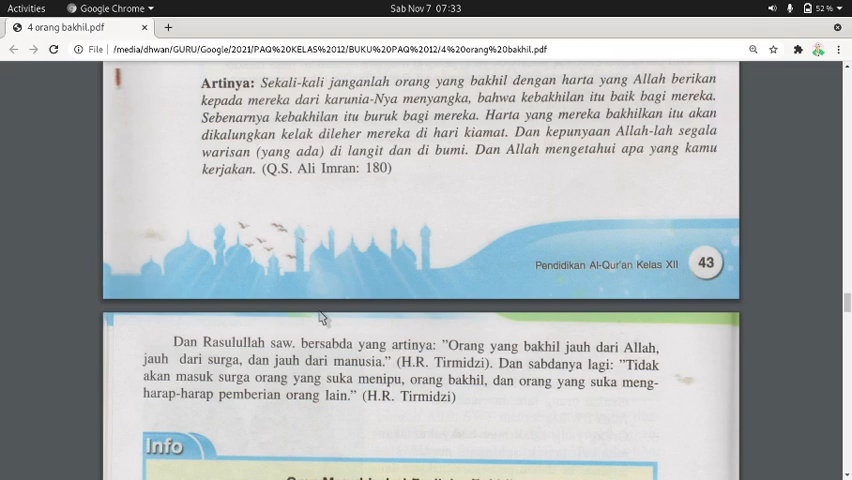 Activities Google Chrome Sab Nov 7 07:33 52 %
4 orang bakhil.pdf
File | /media/dhwan/GURU/Google/2021/PAQ%20KELAS%2012/BUKU%20PAQ%2012/4%20orang%20bakhil.pdf
Artinya: Sekali-kali janganlah orang yang bakhil dengan harta yang Allah berikan
kepada mereka dari karunia-Nya menyangka, bahwa kebakhilan itu baik bagi mereka.
Sebenarnya kebakhilan itu buruk bagi mereka. Harta yang mereka bakhilkan itu akan
dikalungkan kelak dileher mereka di hari kiamat. Dan kepunyaan Allah-lah segala
warisan (yang ada) di langit dan di bumi. Dan Allah mengetahui apa yang kamu
kerjakan. (Q.S. Ali Imran: 180)
Pendidikan Al-Qur'an Kelas XII 43
Dan Rasulullah saw. bersabda yang artinya: "Orang yang bakhil jauh dari Allah,
jauh dari surga, dan jauh dari manusia." (H.R. Tirmidzi). Dan sabdanya lagi: "Tidak
akan masuk surga orang yang suka menipu, orang bakhil, dan orang yang suka meng-
harap-harap pemberian orang lain." (H.R. Tirmidzi)
Info